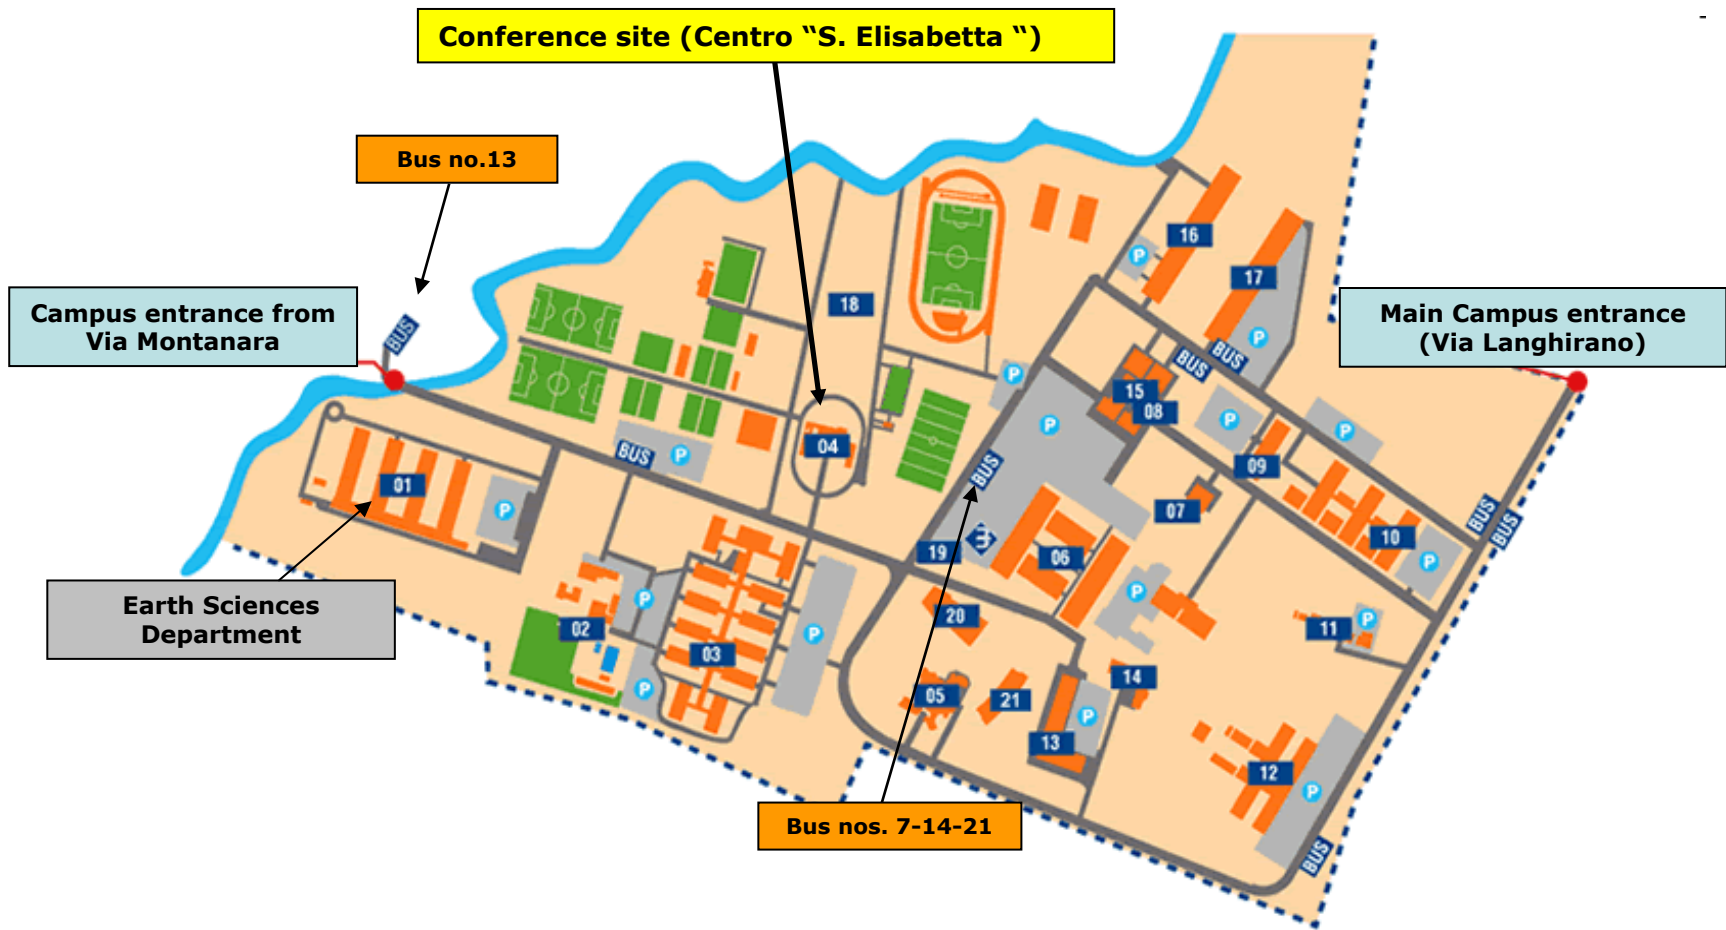 -
Conference site (Centro “S. Elisabetta “)
Bus no.13
Campus entrance from
Via Montanara
Main Campus entrance
(Via Langhirano)
BUS
16
17
P
18
P
BUS
BUS
P
15
08
P
P
P
04
BUS
P
09
01
P
BUS
07
10
BUS
BUS
P
19
06
P
Earth Sciences
Department
P
02
03
P
P
20
11
P
05
21
14
13
P
12
P
Bus nos. 7-14-21
BUS